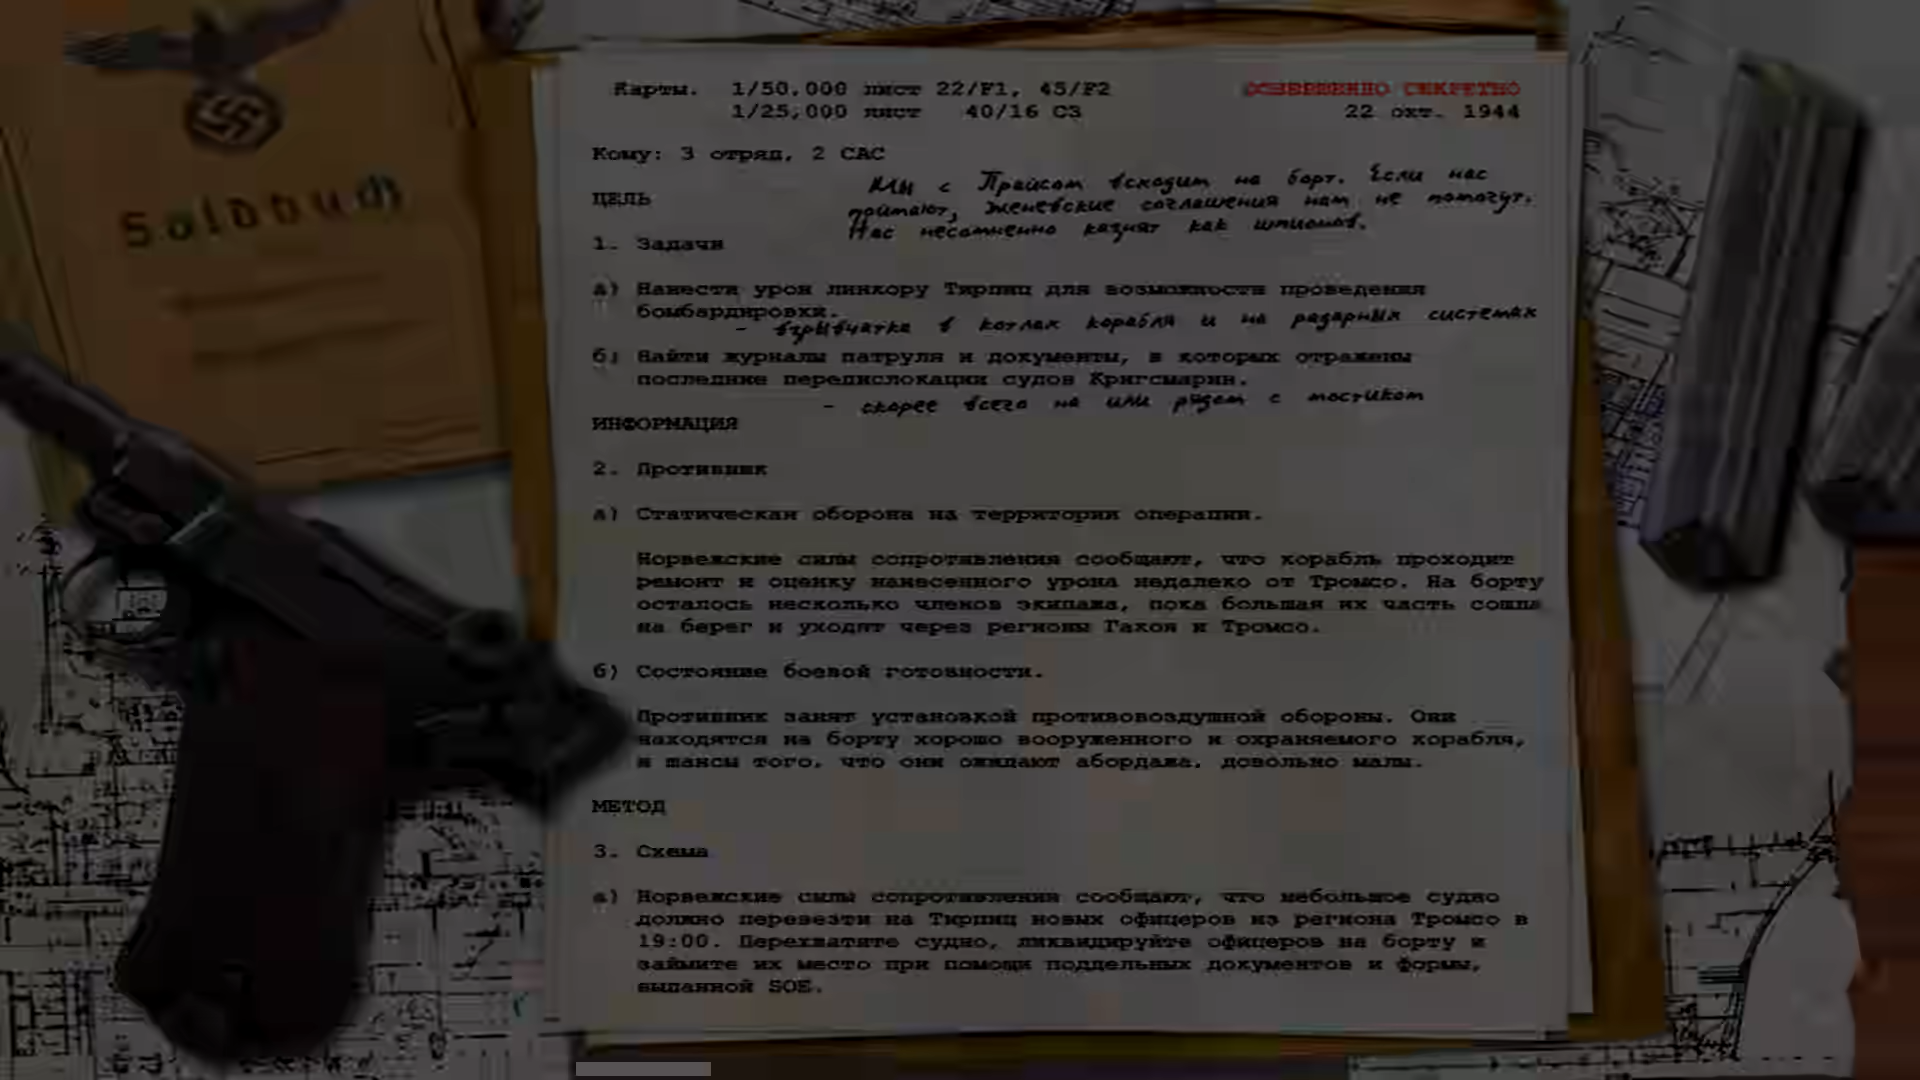 Soldbuch
Карты. 1/50,000 лист 22/F1, 45/F2
ОСОБЕННО СЕКРЕТНО
1/25,000 лист 40/16 СЗ
22 окт. 1944
Кому: 3 отряд, 2 САС
Мы с Прайсом всходим на борт. Если нас
поймают, женевские соглашения нам не помогут.
Нас несомненно казнят как шпионов.
ЦЕЛЬ
1. Задачи
а) Нанести урон линкору Тирпиц для возможности проведения
бомбардировки.
- взрывчатка в котлах корабля и на радарных системах
б) Найти журналы патруля и документы, в которых отражены
последние передислокации судов Кригсмарин.
- скорее всего на или рядом с мостиком
ИНФОРМАЦИЯ
2. Противник
а) Статическая оборона на территории операции.
Норвежские силы сопротивления сообщают, что корабль проходит
ремонт и оценку нанесенного урона недалеко от Тромсо. На борту
осталось несколько членов экипажа, пока большая их часть сошла
на берег и уходят через регионы Гахоя и Тромсо.
б) Состояние боевой готовности.
Противник занят установкой противовоздушной обороны. Они
находятся на борту хорошо вооруженного и охраняемого корабля,
и шансы того, что они ожидают абордажа, довольно малы.
МЕТОД
3. Схема
а) Норвежские силы сопротивления сообщают, что небольшое судно
должно перевезти на Тирпиц новых офицеров из региона Тромсо в
19:00. Перехватите судно, ликвидируйте офицеров на борту и
займите их место при помощи поддельных документов и формы,
выданной SOE.